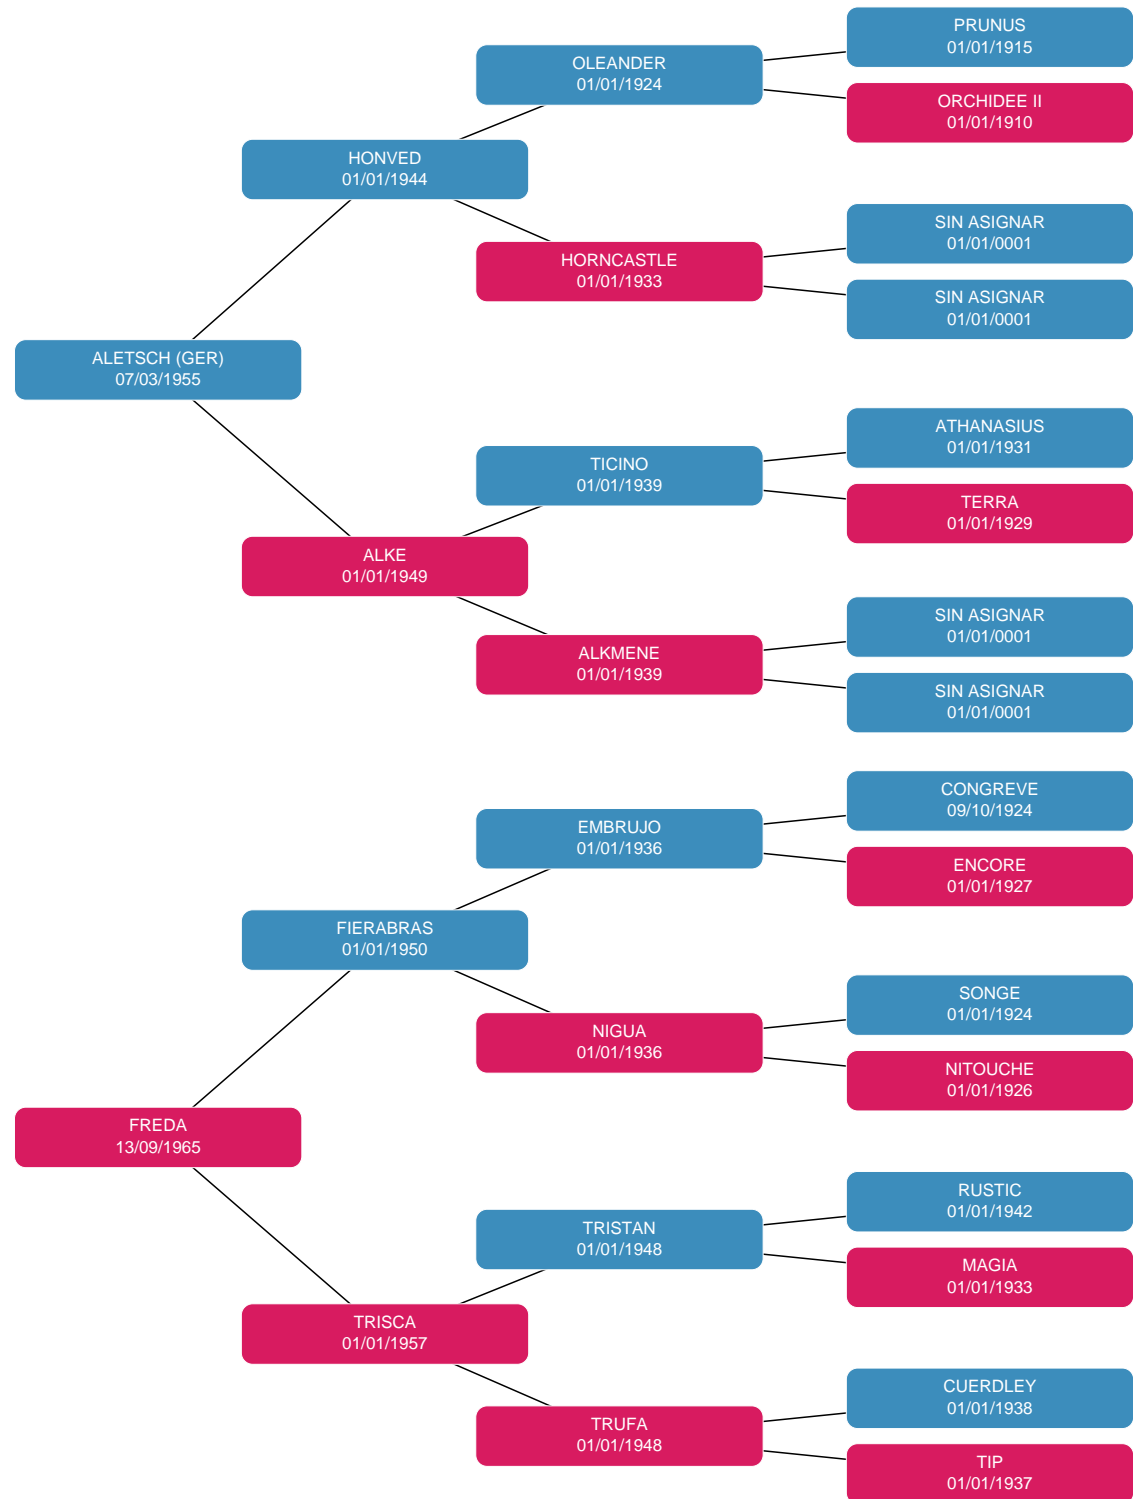 PRUNUS
01/01/1915
OLEANDER
01/01/1924
ORCHIDEE II
01/01/1910
HONVED
01/01/1944
SIN ASIGNAR
01/01/0001
HORNCASTLE
01/01/1933
SIN ASIGNAR
01/01/0001
ALETSCH (GER)
07/03/1955
ATHANASIUS
01/01/1931
TICINO
01/01/1939
TERRA
01/01/1929
ALKE
01/01/1949
SIN ASIGNAR
01/01/0001
ALKMENE
01/01/1939
SIN ASIGNAR
01/01/0001
CONGREVE
09/10/1924
EMBRUJO
01/01/1936
ENCORE
01/01/1927
FIERABRAS
01/01/1950
SONGE
01/01/1924
NIGUA
01/01/1936
NITOUCHE
01/01/1926
FREDA
13/09/1965
RUSTIC
01/01/1942
TRISTAN
01/01/1948
MAGIA
01/01/1933
TRISCA
01/01/1957
CUERDLEY
01/01/1938
TRUFA
01/01/1948
TIP
01/01/1937